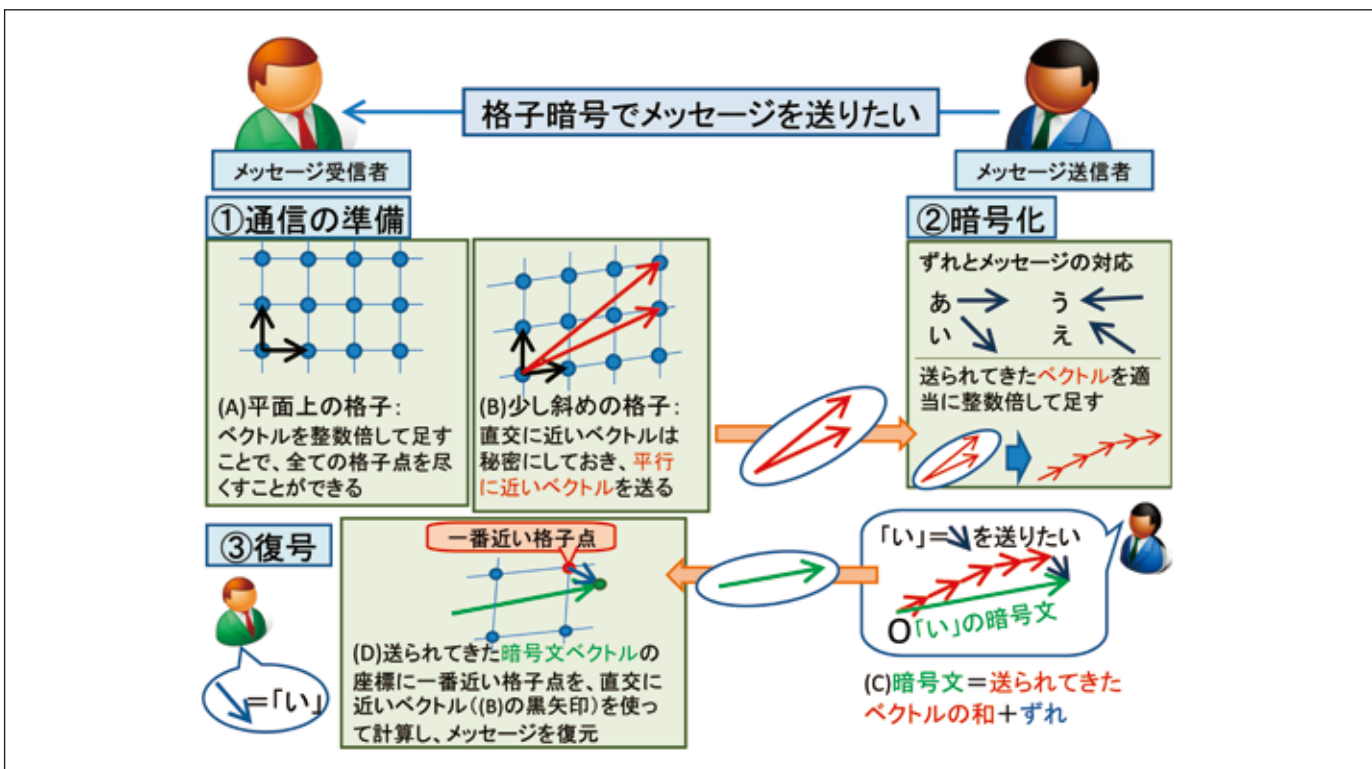 格子暗号でメッセージを送りたい
メッセージ受信者
メッセージ送信者
①通信の準備
(A)平面上の格子：
ベクトルを整数倍して足す
ことで、全ての格子点を尽
くすことができる
(B)少し斜めの格子：
直交に近いベクトルは
秘密にしておき、平行
に近いベクトルを送る
②暗号化
ずれとメッセージの対応
あ う
い え
送られてきたベクトルを適
当に整数倍して足す
「い」＝を送りたい
O「い」の暗号文
(C)暗号文＝送られてきた
ベクトルの和＋ずれ
③復号
一番近い格子点
(D)送られてきた暗号文ベクトルの
座標に一番近い格子点を、直交に
近いベクトル((B)の黒矢印)を使っ
て計算し、メッセージを復元
＝「い」